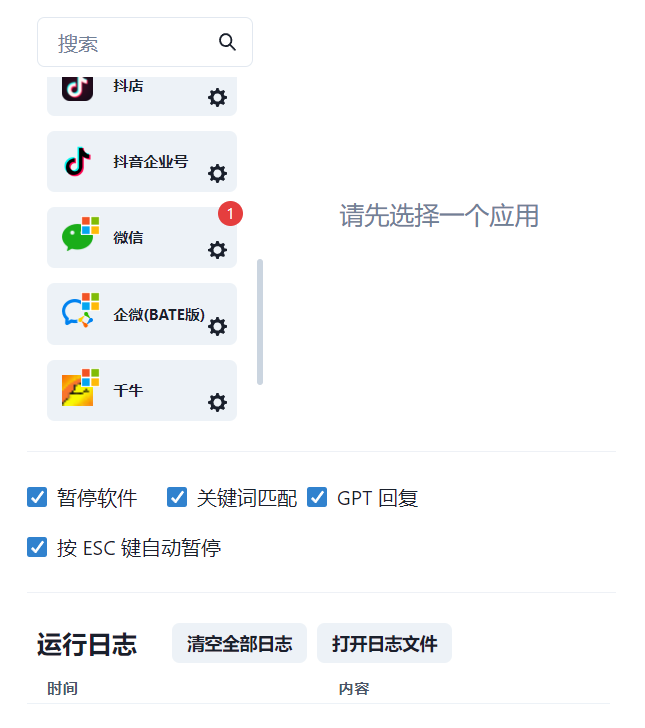 搜索
抖店
抖音企业号
1
微信
企微(BATE版)
千牛
请先选择一个应用
暂停软件 关键词匹配 GPT 回复
按 ESC 键自动暂停
运行日志 清空全部日志 打开日志文件
时间 内容